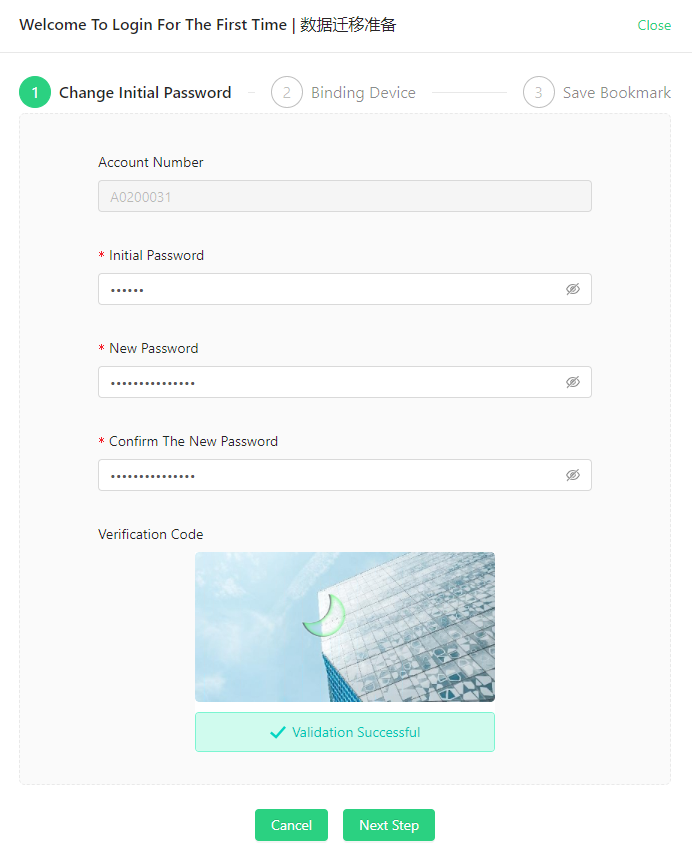 Welcome To Login For The First Time | 数据迁移准备 Close
1 Change Initial Password 2 Binding Device 3 Save Bookmark
Account Number
A0200031
* Initial Password
••••••
* New Password
•••••••••••••••
* Confirm The New Password
•••••••••••••••
Verification Code
Validation Successful
Cancel Next Step